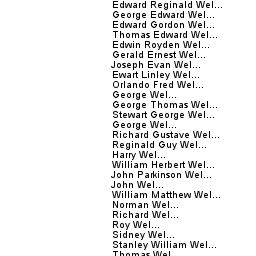 Edward Reginald Wel...
George Edward Wel...
Edward Gordon Wel...
Thomas Edward Wel...
Edwin Royden Wel...
Gerald Ernest Wel...
Joseph Evan Wel...
Ewart Linley Wel...
Orlando Fred Wel...
George Wel...
George Thomas Wel...
Stewart George Wel...
George Wel...
Richard Gustave Wel...
Reginald Guy Wel...
Harry Wel...
William Herbert Wel...
John Parkinson Wel...
John Wel...
William Matthew Wel...
Norman Wel...
Richard Wel...
Roy Wel...
Sidney Wel...
Stanley William Wel...
Thomas Wel...